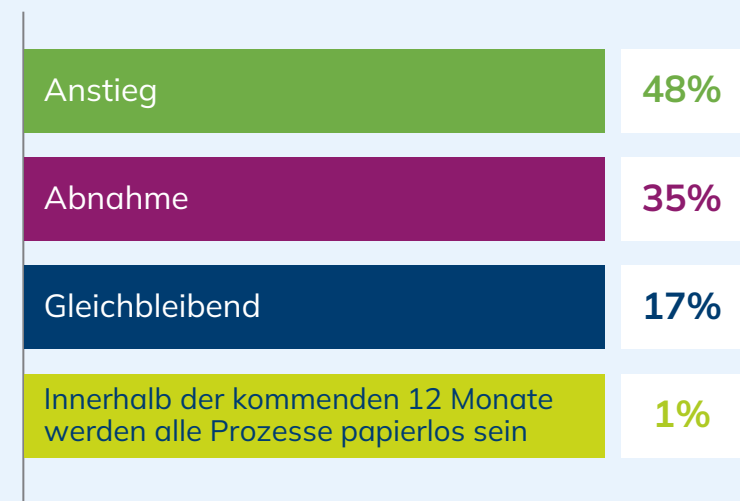 Anstieg 48%
Abnahme 35%
Gleichbleibend 17%
Innerhalb der kommenden 12 Monate
werden alle Prozesse papierlos sein 1%